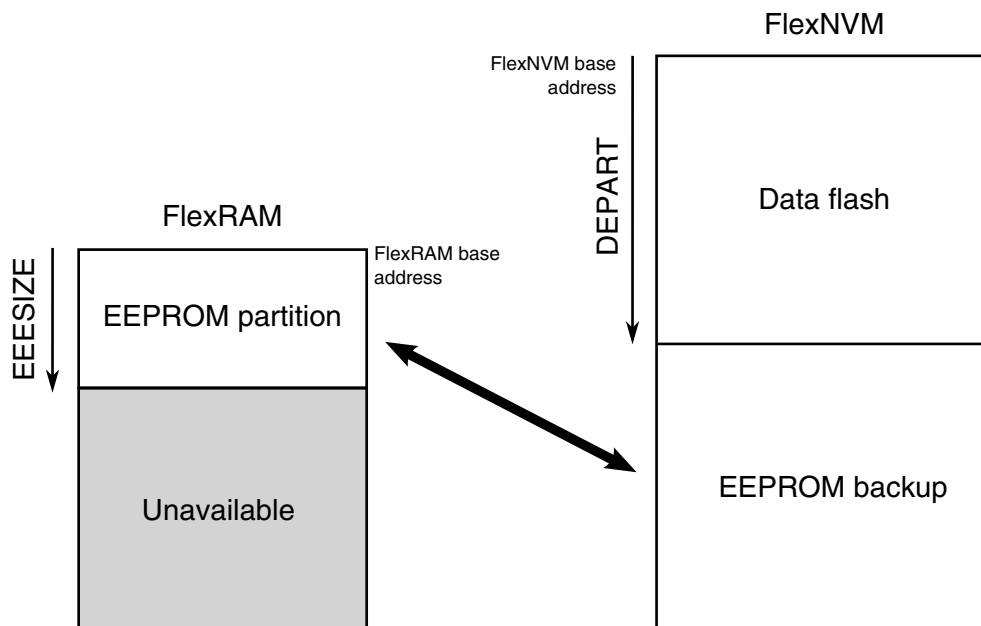 FlexNVM
FlexNVM base
address
DEPART
Data flash
FlexRAM
FlexRAM base
address
EEESIZE
EEPROM partition
Unavailable
EEPROM backup